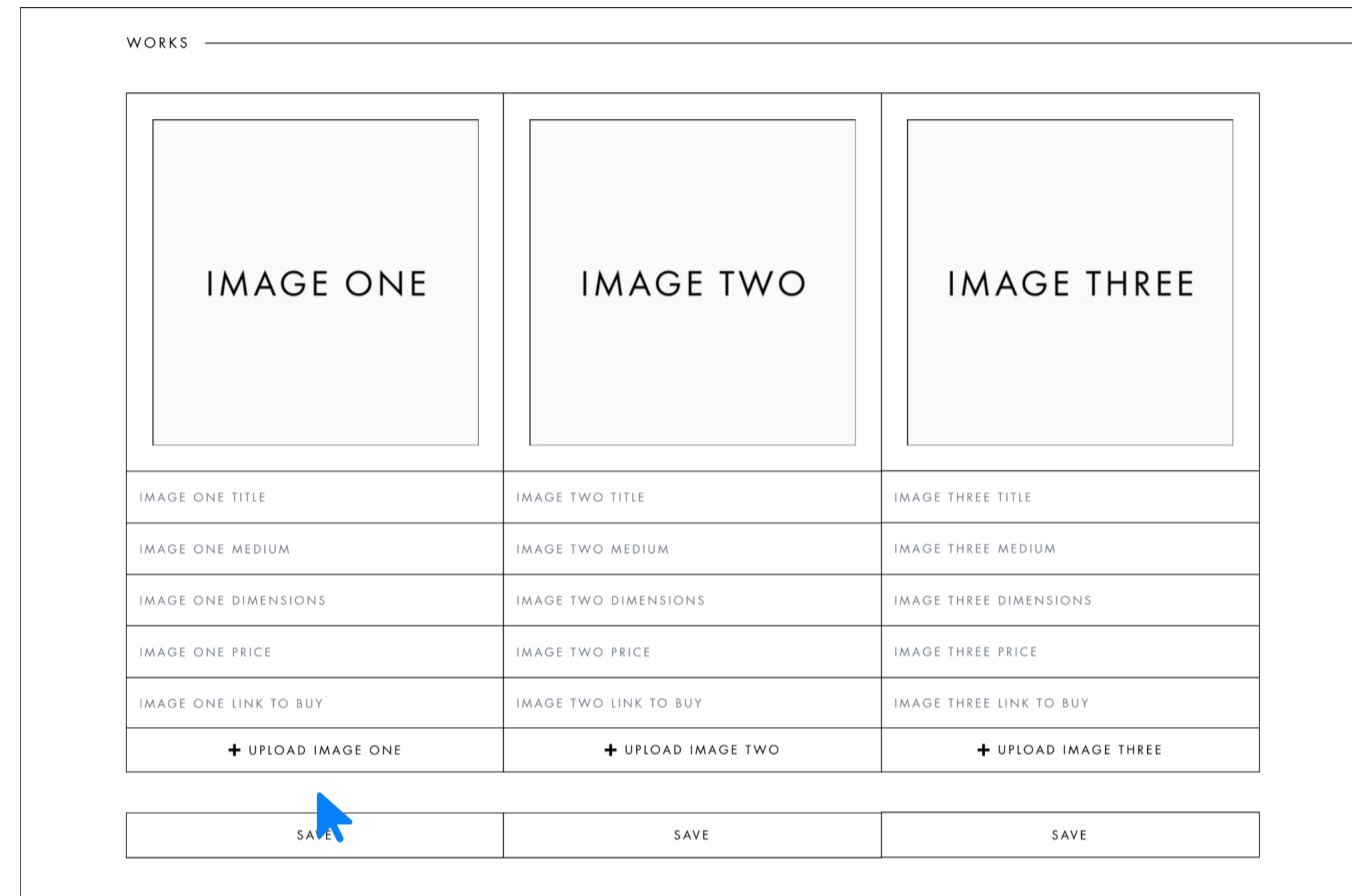 WORKS
IMAGE ONE
IMAGE TWO
IMAGE THREE
IMAGE ONE TITLE
IMAGE TWO TITLE
IMAGE THREE TITLE
IMAGE ONE MEDIUM
IMAGE TWO MEDIUM
IMAGE THREE MEDIUM
IMAGE ONE DIMENSIONS
IMAGE TWO DIMENSIONS
IMAGE THREE DIMENSIONS
IMAGE ONE PRICE
IMAGE TWO PRICE
IMAGE THREE PRICE
IMAGE ONE LINK TO BUY
IMAGE TWO LINK TO BUY
IMAGE THREE LINK TO BUY
+ UPLOAD IMAGE ONE
+ UPLOAD IMAGE TWO
+ UPLOAD IMAGE THREE
SAVE
SAVE
SAVE